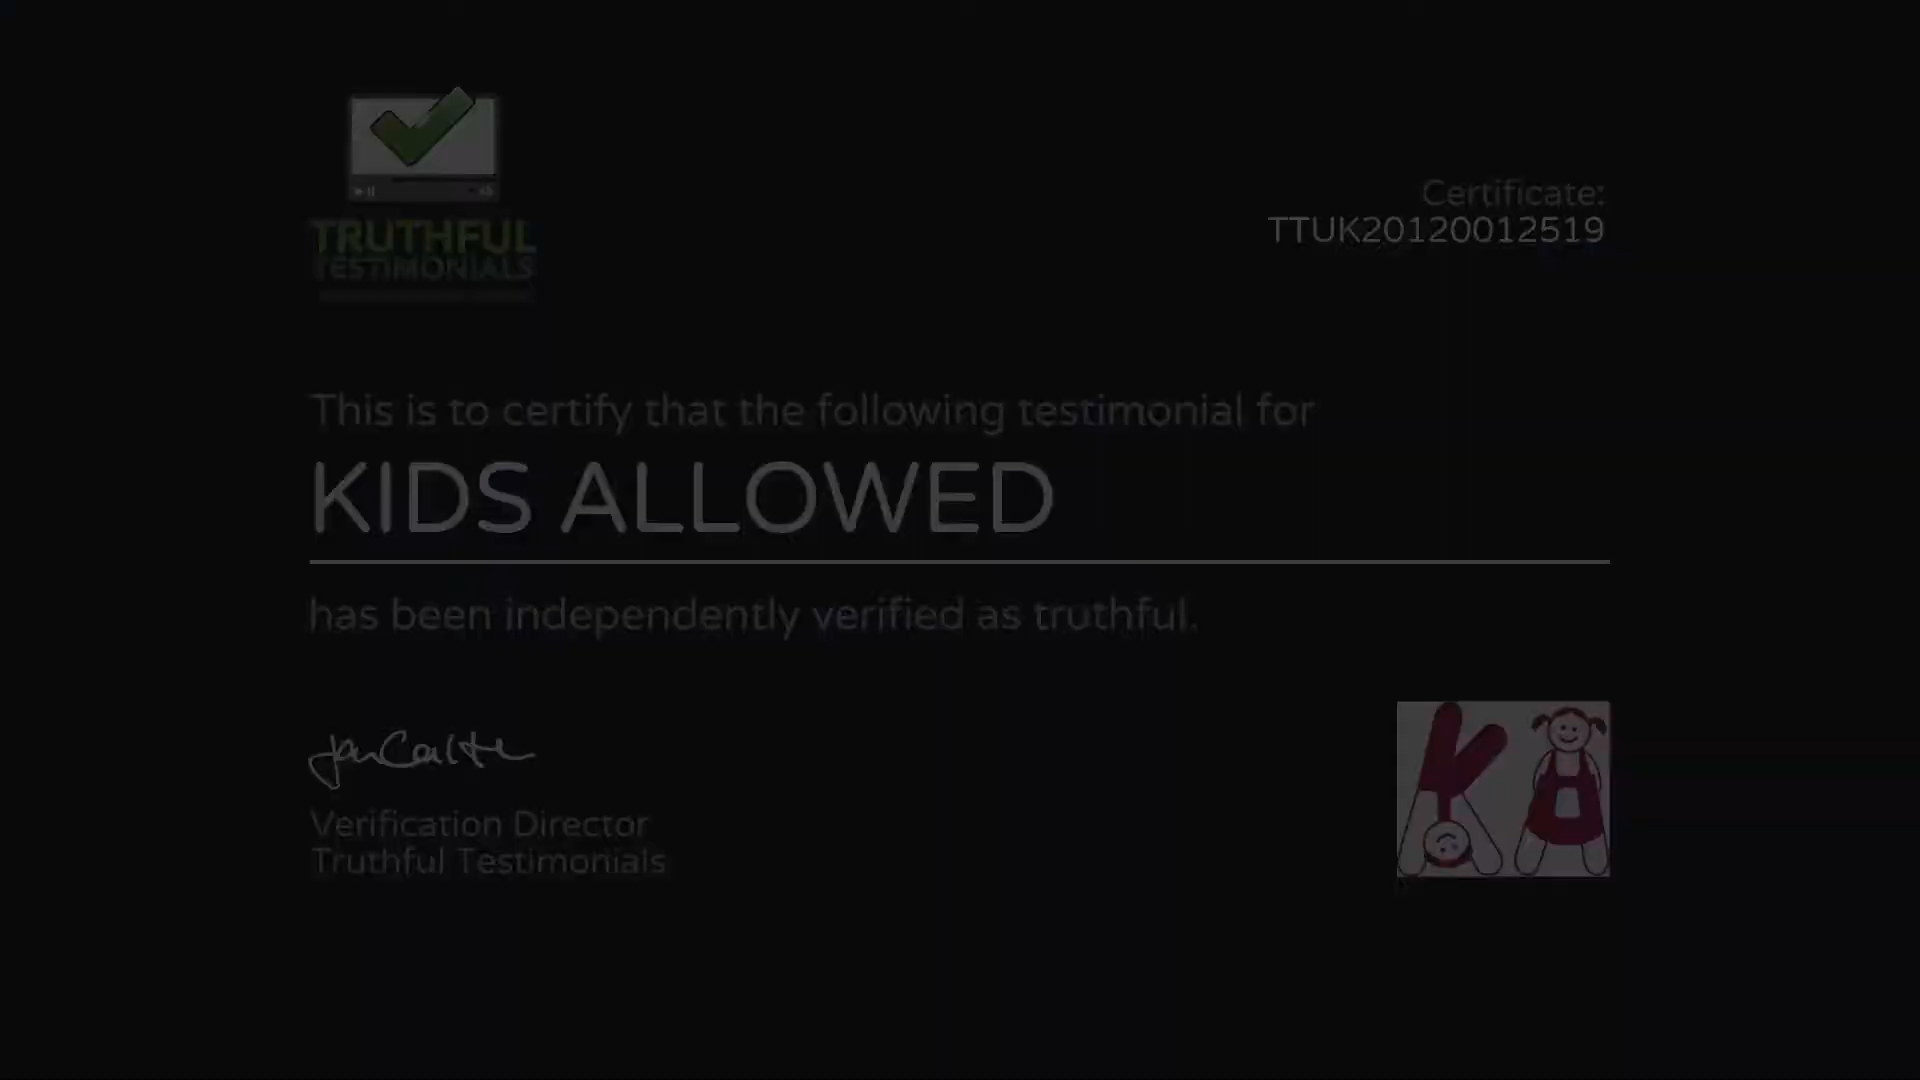 TRUTHFUL
TESTIMONIALS
Certificate:
TTUK20120012519
This is to certify that the following testimonial for
KIDS ALLOWED
has been independently verified as truthful.
Verification Director
Truthful Testimonials